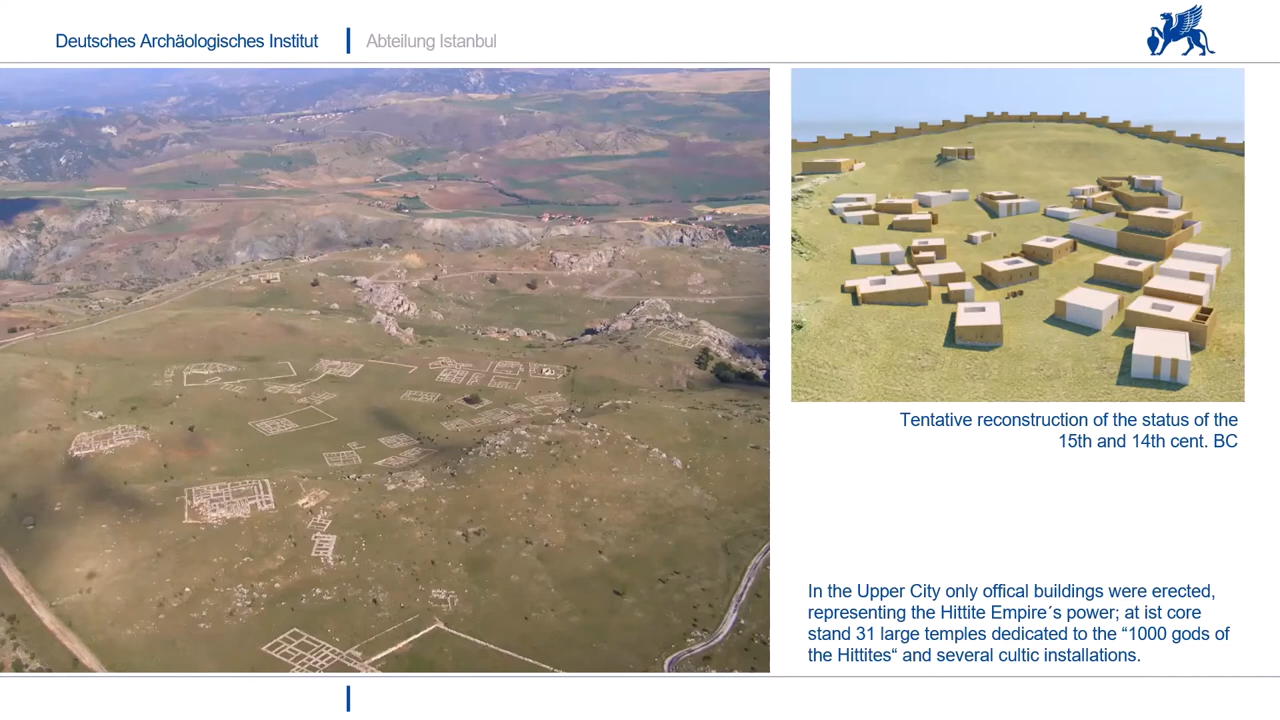 Deutsches Archäologisches Institut
Abteilung Istanbul
Tentative reconstruction of the status of the
15th and 14th cent. BC
In the Upper City only offical buildings were erected,
representing the Hittite Empire´s power; at ist core
stand 31 large temples dedicated to the “1000 gods of
the Hittites“ and several cultic installations.